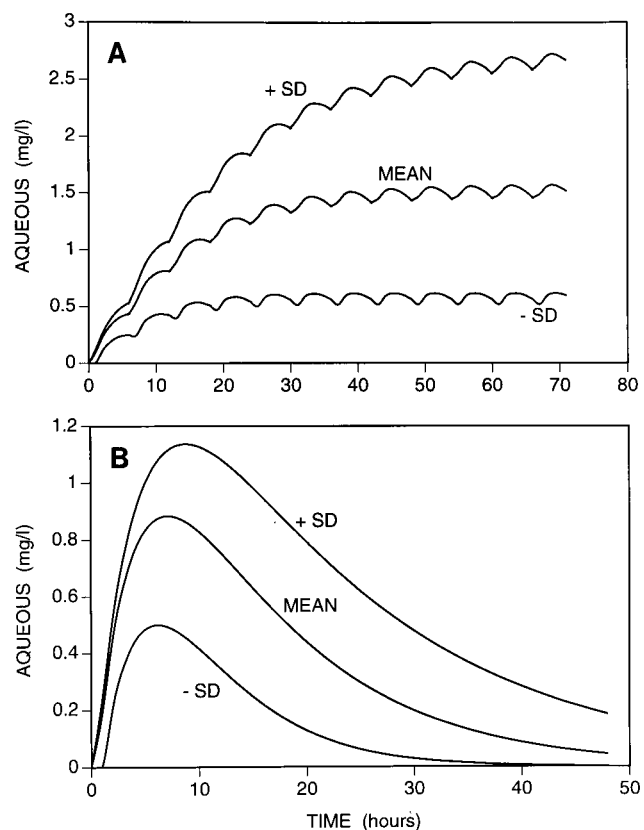 A
AQUEOUS (mg/l)
3
2.5
2
1.5
1
0.5
0
+ SD
MEAN
- SD
0 10 20 30 40 50 60 70 80
B
AQUEOUS (mg/l)
1.2
1
0.8
0.6
0.4
0.2
0
+ SD
MEAN
- SD
0 10 20 30 40 50
TIME (hours)